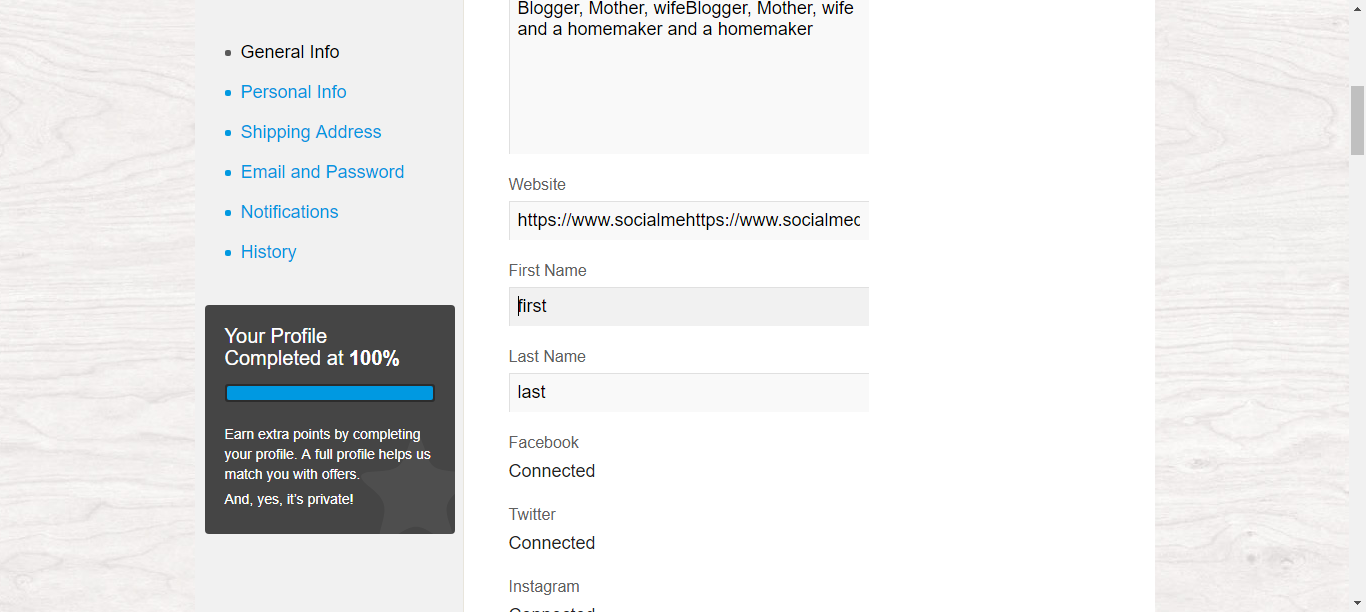 General Info
Personal Info
Shipping Address
Email and Password
Notifications
History
Your Profile
Completed at 100%
Earn extra points by completing
your profile. A full profile helps us
match you with offers.
And, yes, it's private!
Blogger, Mother, wifeBlogger, Mother, wife
and a homemaker and a homemaker
Website
https://www.socialmehttps://www.socialmec
First Name
first
Last Name
last
Facebook
Connected
Twitter
Connected
Instagram
Connected